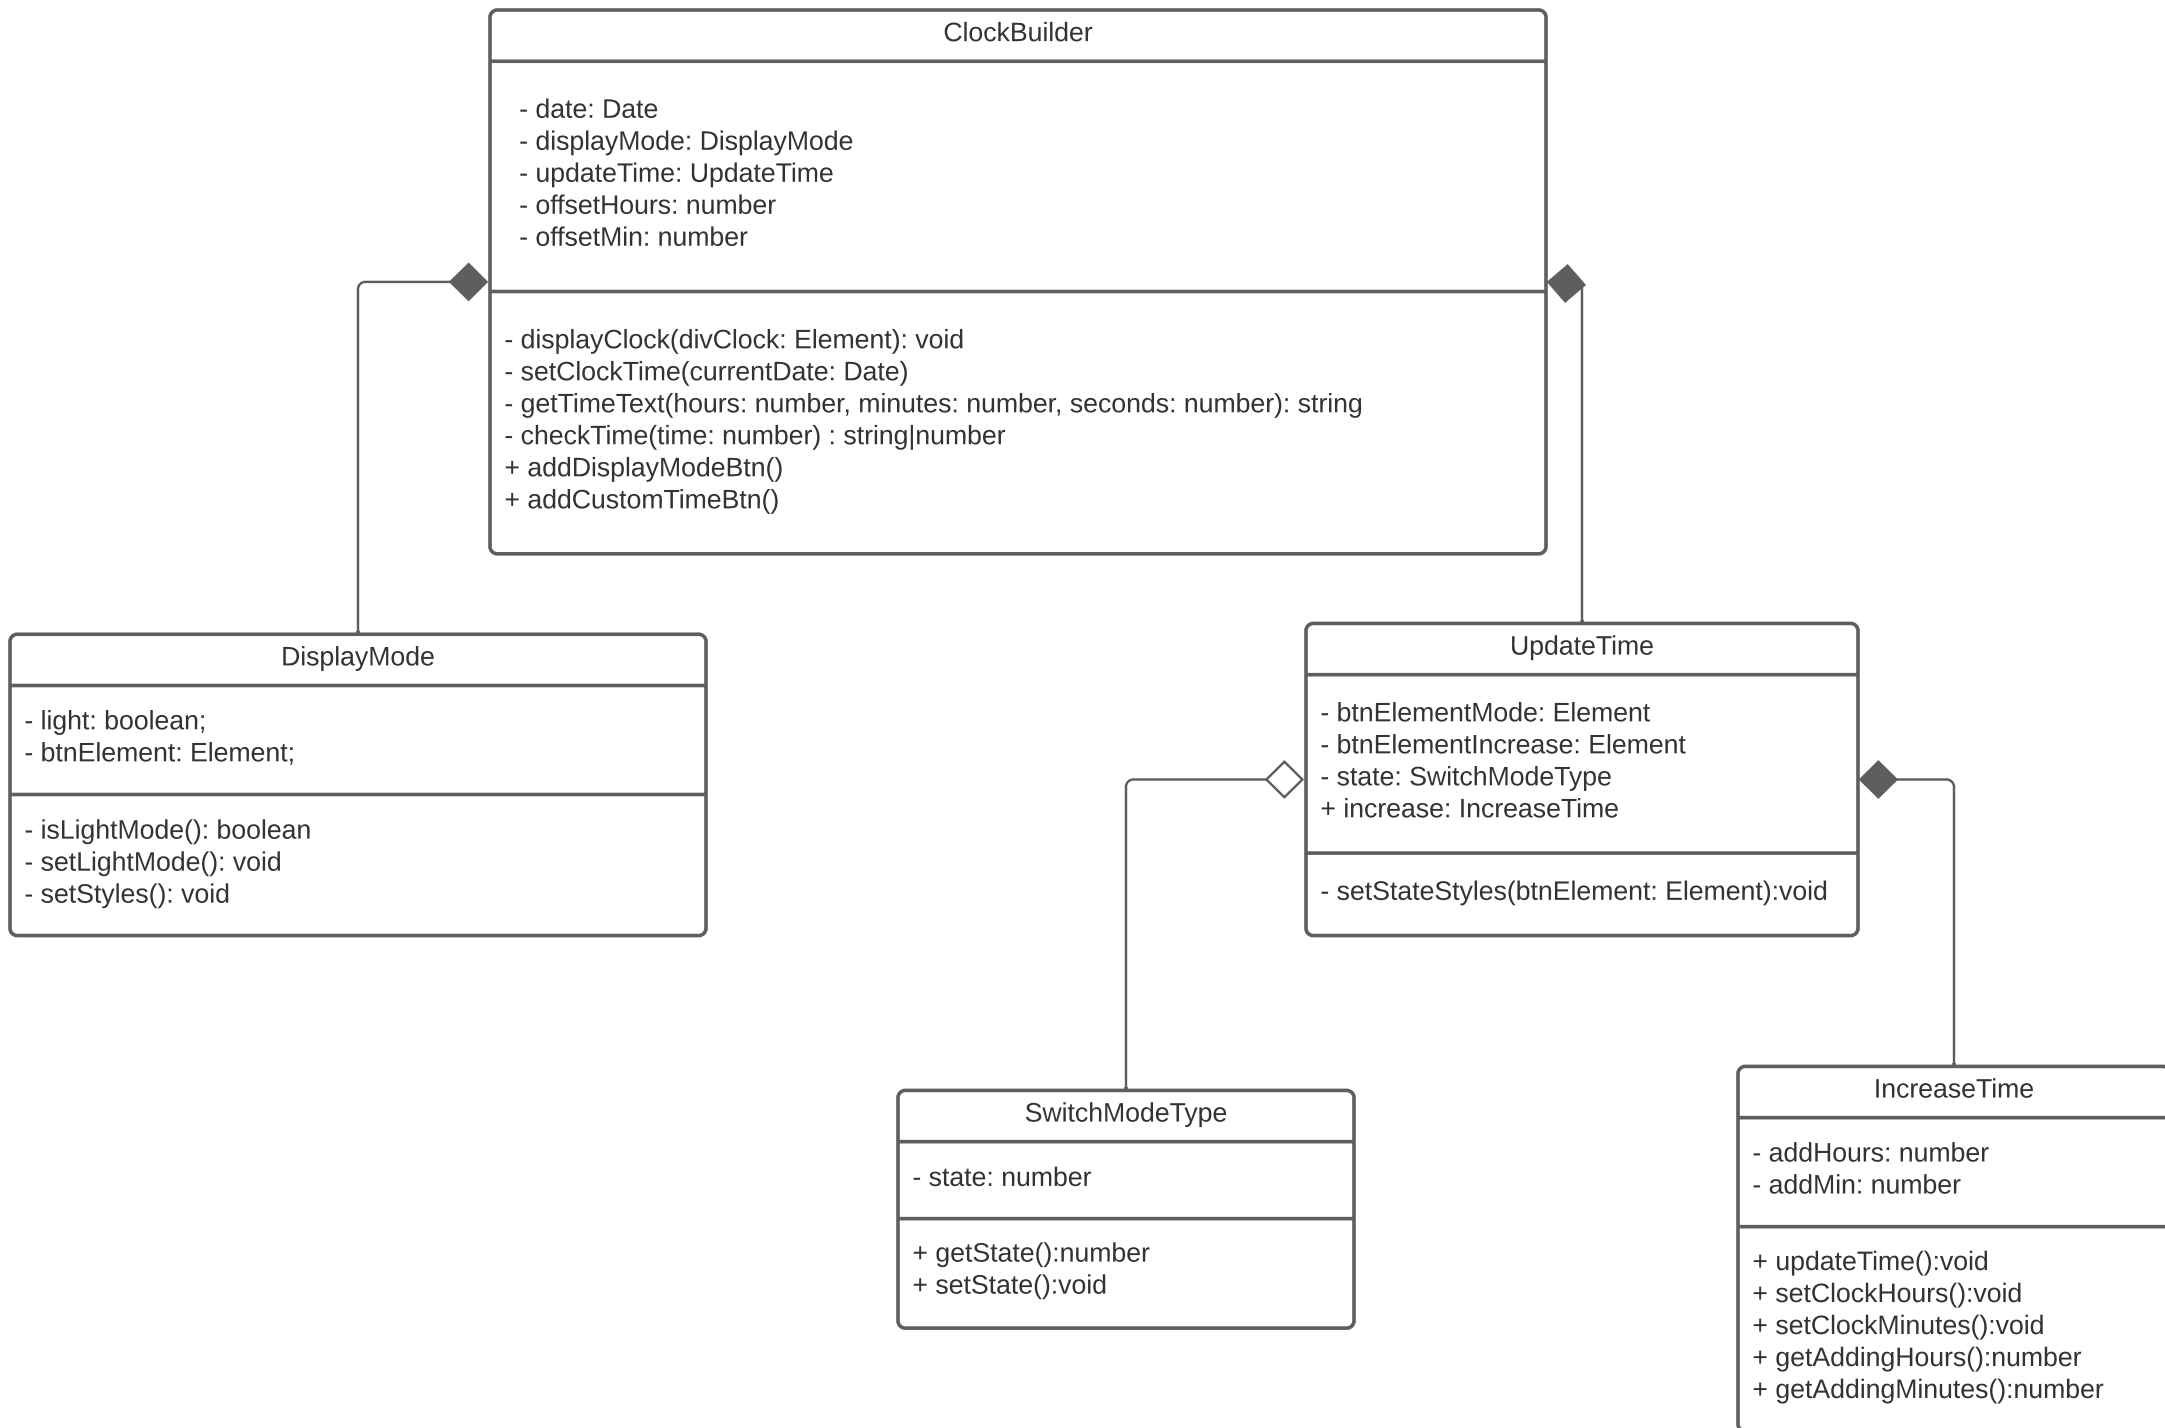 ClockBuilder
- date: Date
- displayMode: DisplayMode
- updateTime: UpdateTime
- offsetHours: number
- offsetMin: number
- displayClock(divClock: Element): void
- setClockTime(currentDate: Date)
- getTimeText(hours: number, minutes: number, seconds: number): string
- checkTime(time: number) : string|number
+ addDisplayModeBtn()
+ addCustomTimeBtn()
DisplayMode
- light: boolean;
- btnElement: Element;
- isLightMode(): boolean
- setLightMode(): void
- setStyles(): void
UpdateTime
- btnElementMode: Element
- btnElementIncrease: Element
- state: SwitchModeType
+ increase: IncreaseTime
- setStateStyles(btnElement: Element):void
SwitchModeType
- state: number
+ getState():number
+ setState():void
IncreaseTime
- addHours: number
- addMin: number
+ updateTime():void
+ setClockHours():void
+ setClockMinutes():void
+ getAddingHours():number
+ getAddingMinutes():number